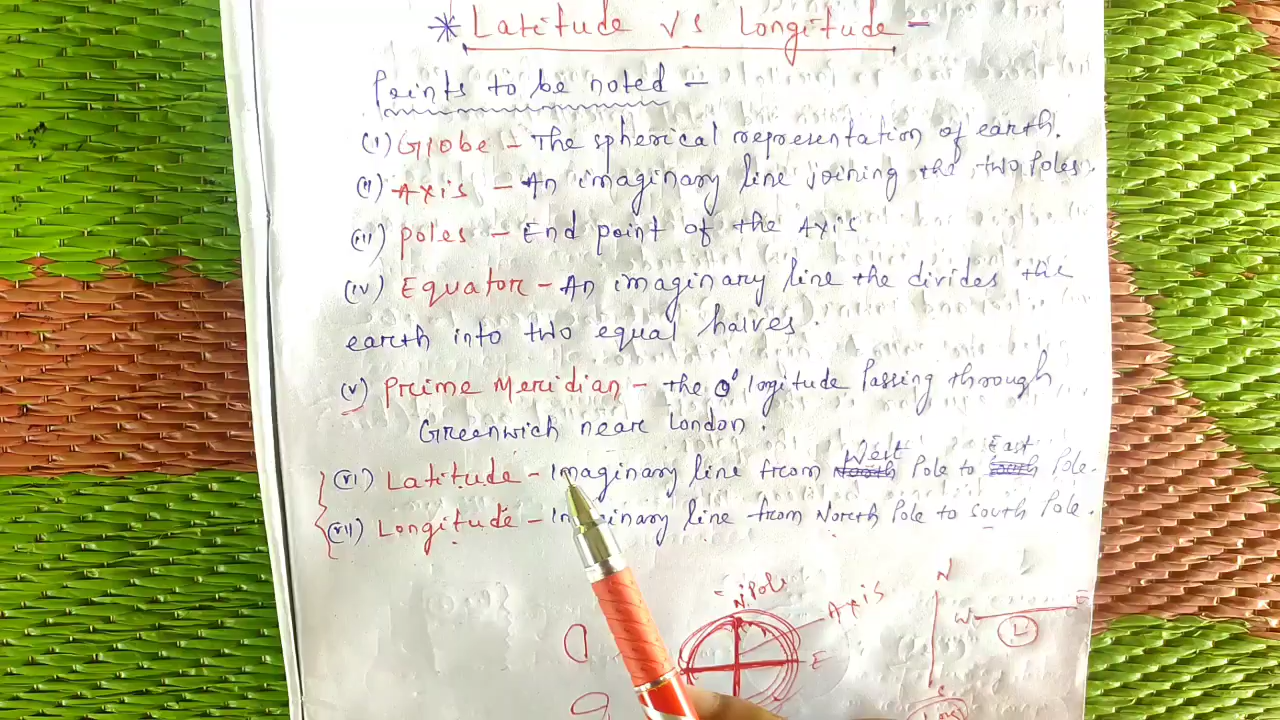 * Latitude vs Longitude -
Points to be noted -
(i) Globe - The spherical representation of earth.
(ii) Axis - An imaginary line joining the two Poles.
(iii) poles - End point of the Axis
(iv) Equator - An imaginary line the divides the
earth into two equal halves.
(v) Prime Meridian - the 0° logitude Passing through
Greenwich near London.
West East
(vi) Latitude - Imaginary line from Pole to Pole.
(vii) Longitude - Imaginary line from North Pole to south Pole.
N Pole
Axis
E
N
W E
L